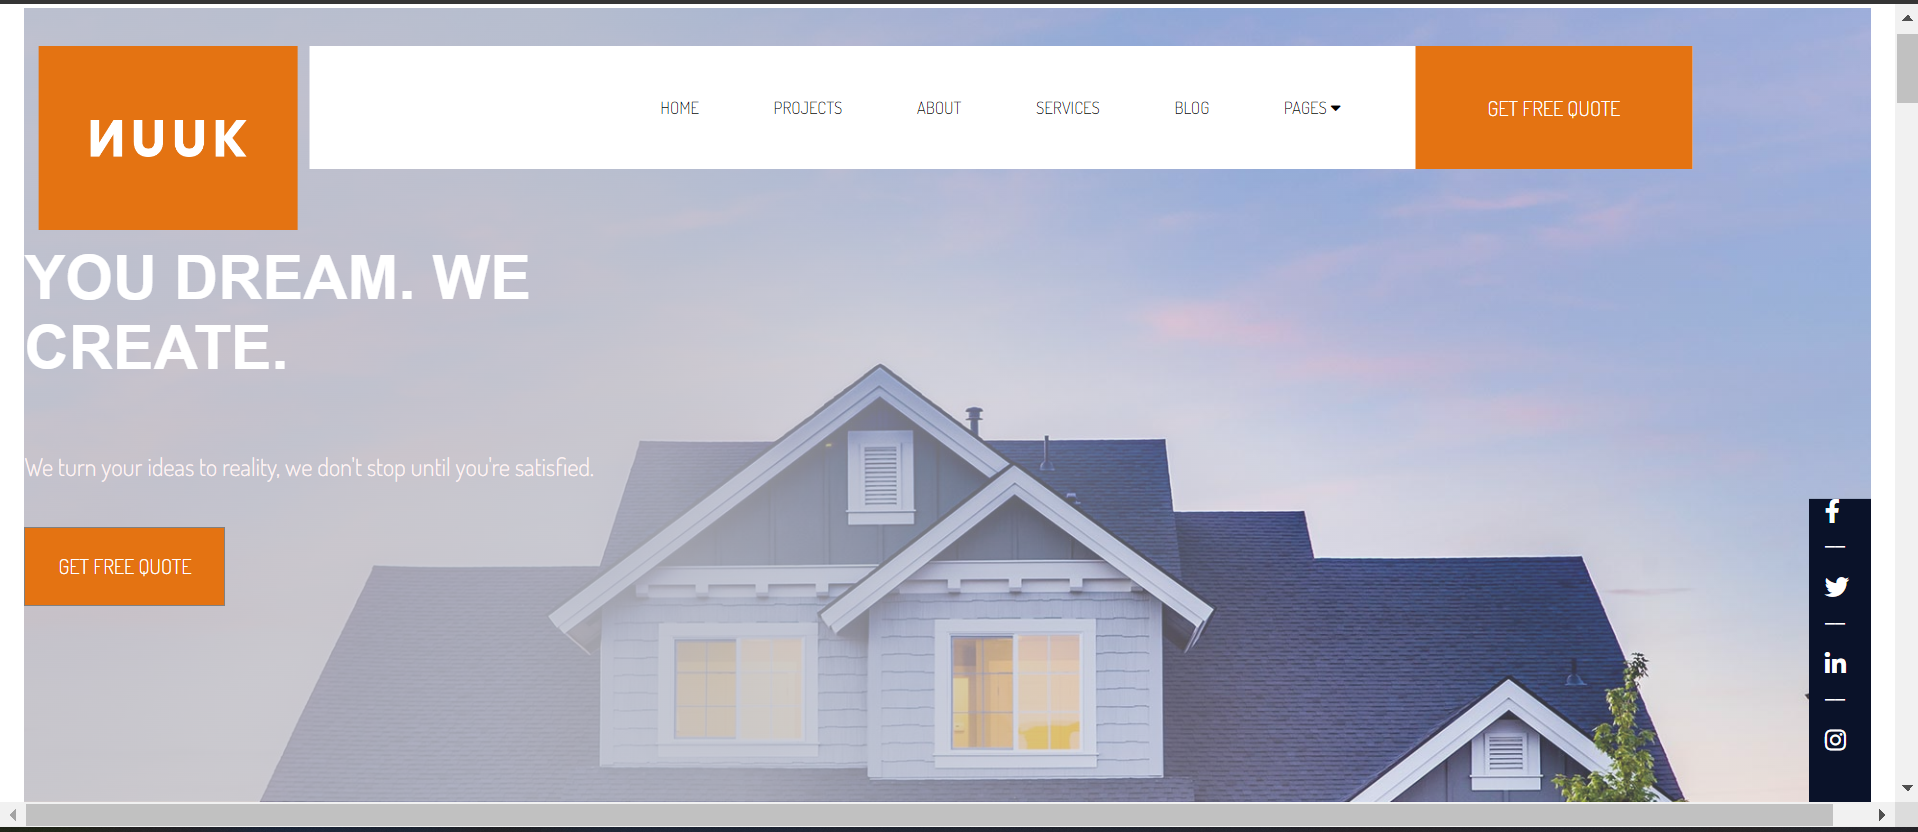 ИUUK
HOME PROJECTS ABOUT SERVICES BLOG PAGES
GET FREE QUOTE
YOU DREAM. WE
CREATE.
We turn your ideas to reality, we don't stop until you're satisfied.
GET FREE QUOTE